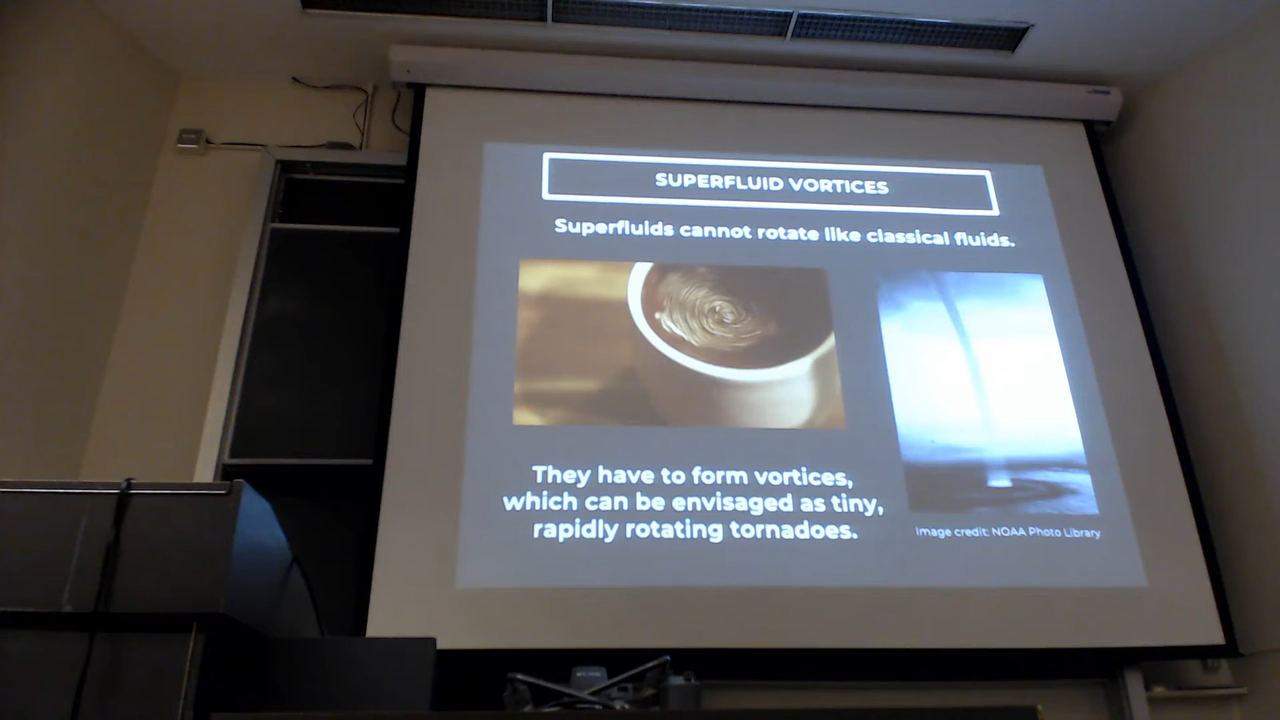 SUPERFLUID VORTICES
Superfluids cannot rotate like classical fluids.
They have to form vortices,
which can be envisaged as tiny,
rapidly rotating tornadoes.
Image credit: NOAA Photo Library